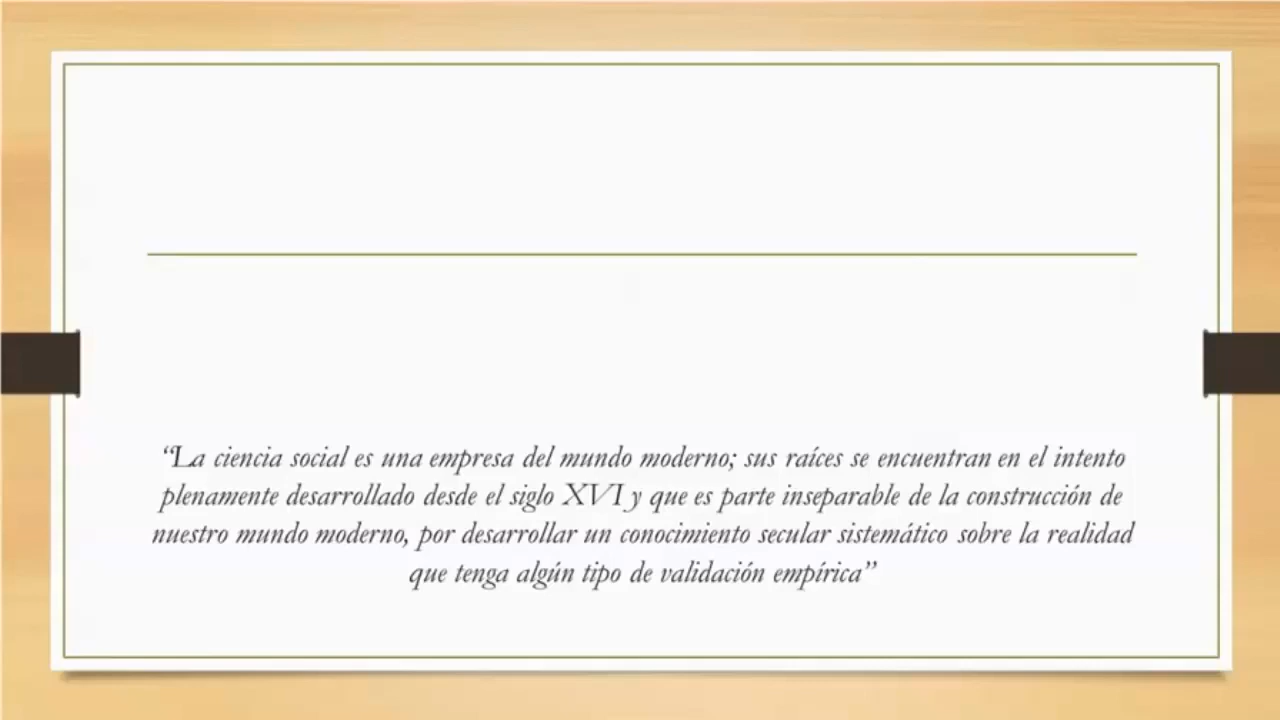 “La ciencia social es una empresa del mundo moderno; sus raíces se encuentran en el intento
plenamente desarrollado desde el siglo XVI y que es parte inseparable de la construcción de
nuestro mundo moderno, por desarrollar un conocimiento secular sistemático sobre la realidad
que tenga algún tipo de validación empírica”